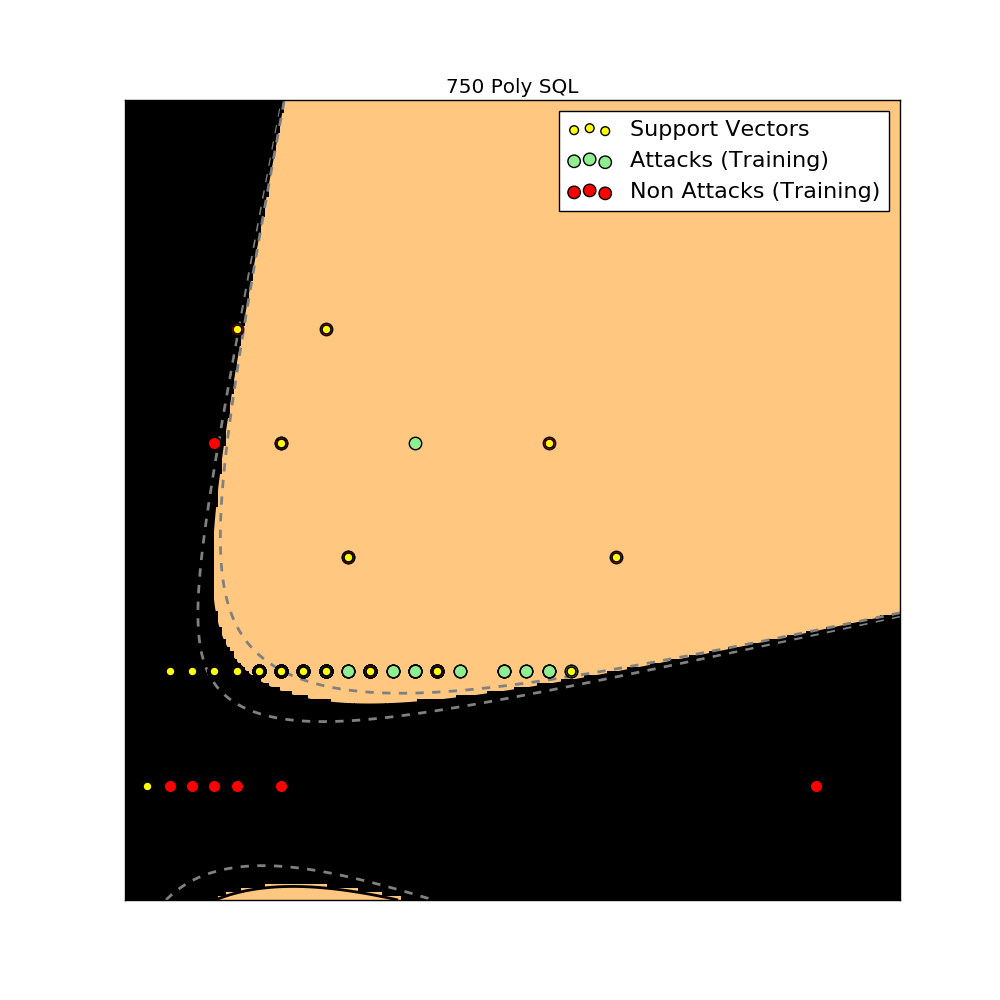 750 Poly SQL
Support Vectors
Attacks (Training)
Non Attacks (Training)